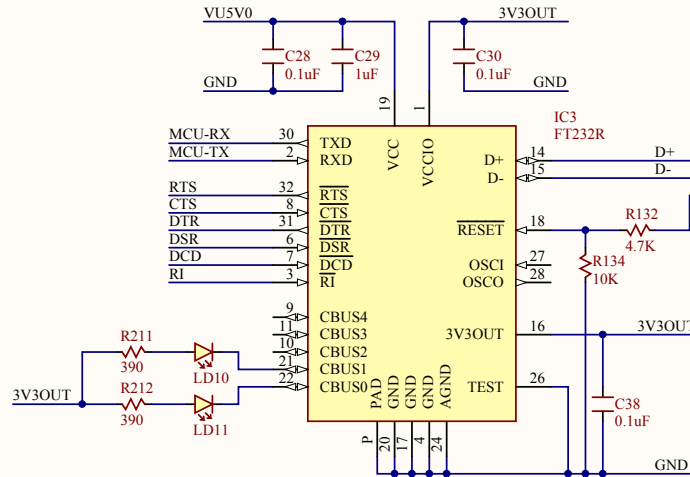 VU5V0
3V3OUT
C28
0.1uF
C29
1uF
C30
0.1uF
GND
GND
19
1
IC3
FT232R
MCU-RX
30
TXD
VCC
VCCIO
MCU-TX
2
RXD
D+
14
D+
D-
15
D-
RTS
32
RTS
CTS
8
CTS
DTR
31
DTR
RESET
18
R132
4.7K
DSR
6
DSR
DCD
7
DCD
OSCI
27
R134
10K
RI
3
RI
OSCO
28
9
CBUS4
11
CBUS3
3V3OUT
16
3V3OUT
10
CBUS2
R211
390
LD10
21
CBUS1
22
CBUS0
TEST
26
3V3OUT
R212
390
LD11
C38
0.1uF
PAD
GND
GND
GND
AGND
P
20
17
4
24
GND